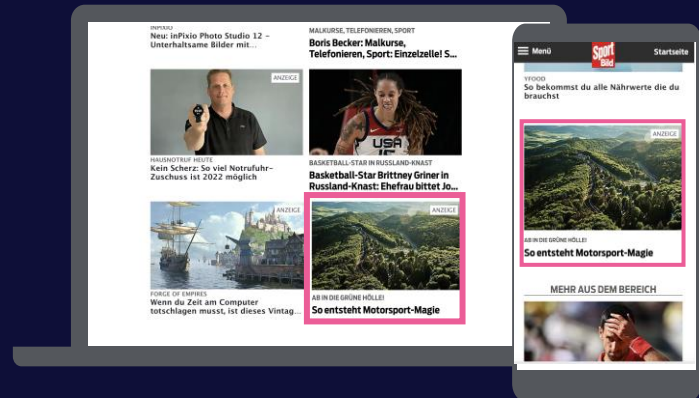 INPIXIO
Neu: inPixio Photo Studio 12 –
Unterhaltsame Bilder mit...
MALKURSE, TELEFONIEREN, SPORT
Boris Becker: Malkurse,
Telefonieren, Sport: Einzelzelle! S...
ANZEIGE
HAUSNOTRUF HEUTE
Kein Scherz: So viel Notrufuhr-
Zuschuss ist 2022 möglich
USA
BASKETBALL-STAR IN RUSSLAND-KNAST
Basketball-Star Brittney Griner in
Russland-Knast: Ehefrau bittet Jo...
ANZEIGE
FORGE OF EMPIRES
Wenn du Zeit am Computer
totschlagen musst, ist dieses Vintag...
ANZEIGE
AB IN DIE GRÜNE HÖLLE!
So entsteht Motorsport-Magie
Menü
Sport
Bild
Startseite
YFOOD
So bekommst du alle Nährwerte die du
brauchst
ANZEIGE
AB IN DIE GRÜNE HÖLLE!
So entsteht Motorsport-Magie
MEHR AUS DEM BEREICH